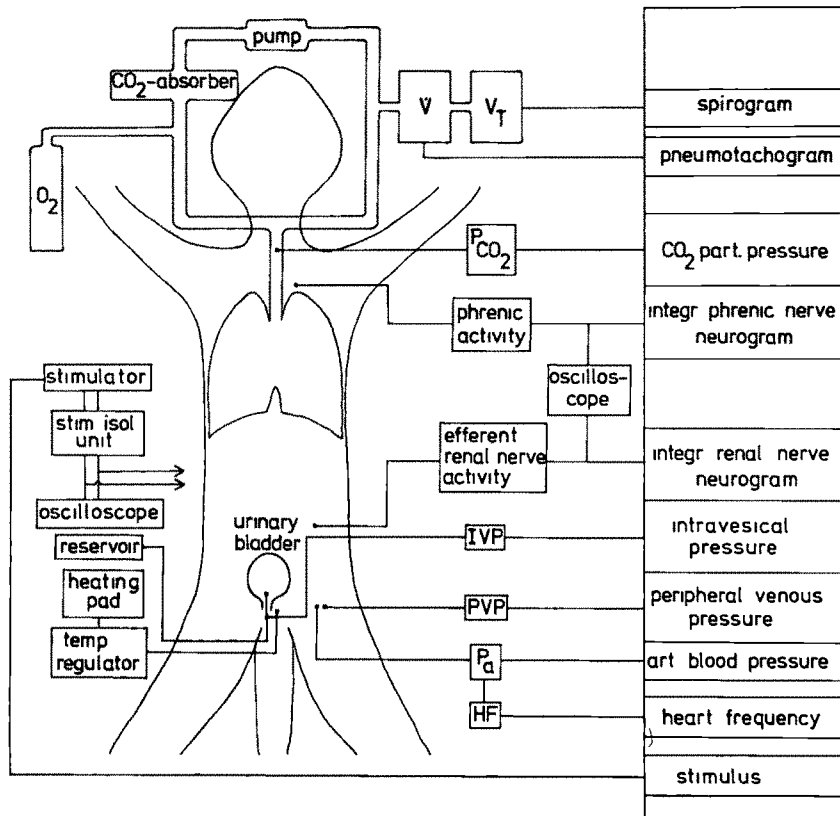 pump
CO2-absorber
O2
V̇
VT
spirogram
pneumotachogram
PCO2
CO2 part. pressure
phrenic
activity
integr phrenic nerve
neurogram
oscillos-
cope
stimulator
stim isol
unit
oscilloscope
efferent
renal nerve
activity
integr renal nerve
neurogram
reservoir
urinary
bladder
IVP
intravesical
pressure
heating
pad
temp
regulator
PVP
peripheral venous
pressure
Pa
art blood pressure
HF
heart frequency
stimulus